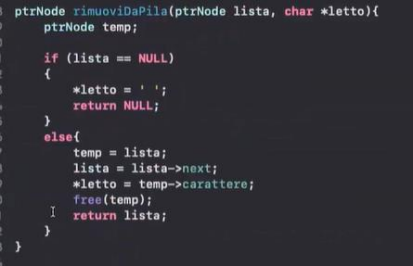 ptrNode rimuoviDaPila(ptrNode lista, char *letto){
    ptrNode temp;

    if (lista == NULL)
    {
        *letto = ' ';
        return NULL;
    }
    else{
        temp = lista;
        lista = lista->next;
        *letto = temp->carattere;
        free(temp);
        return lista;
    }
}